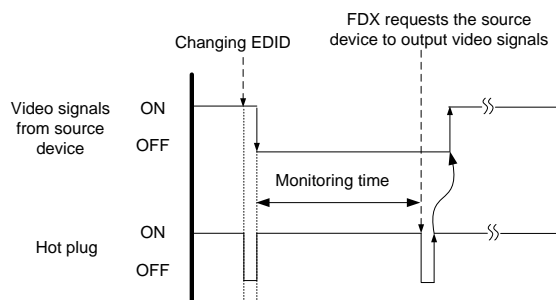 Changing EDID
FDX requests the source
device to output video signals
Video signals
from source
device
ON
OFF
Monitoring time
Hot plug
ON
OFF